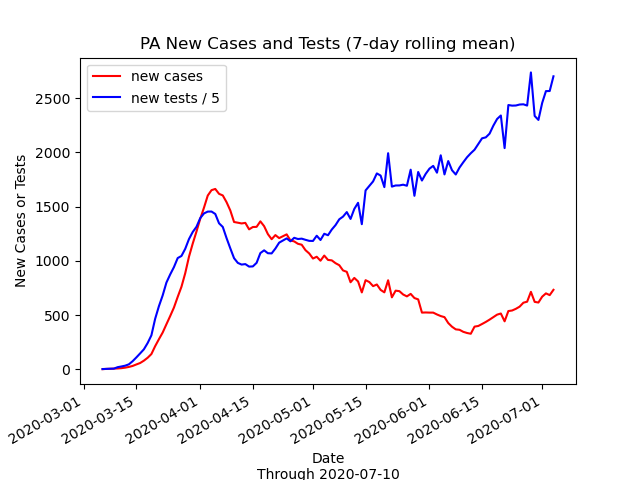 PA New Cases and Tests (7-day rolling mean)
new cases
new tests / 5
New Cases or Tests
2500
2000
1500
1000
500
0
2020-03-01
2020-03-15
2020-04-01
2020-04-15
2020-05-01
2020-05-15
2020-06-01
2020-06-15
2020-07-01
Date
Through 2020-07-10